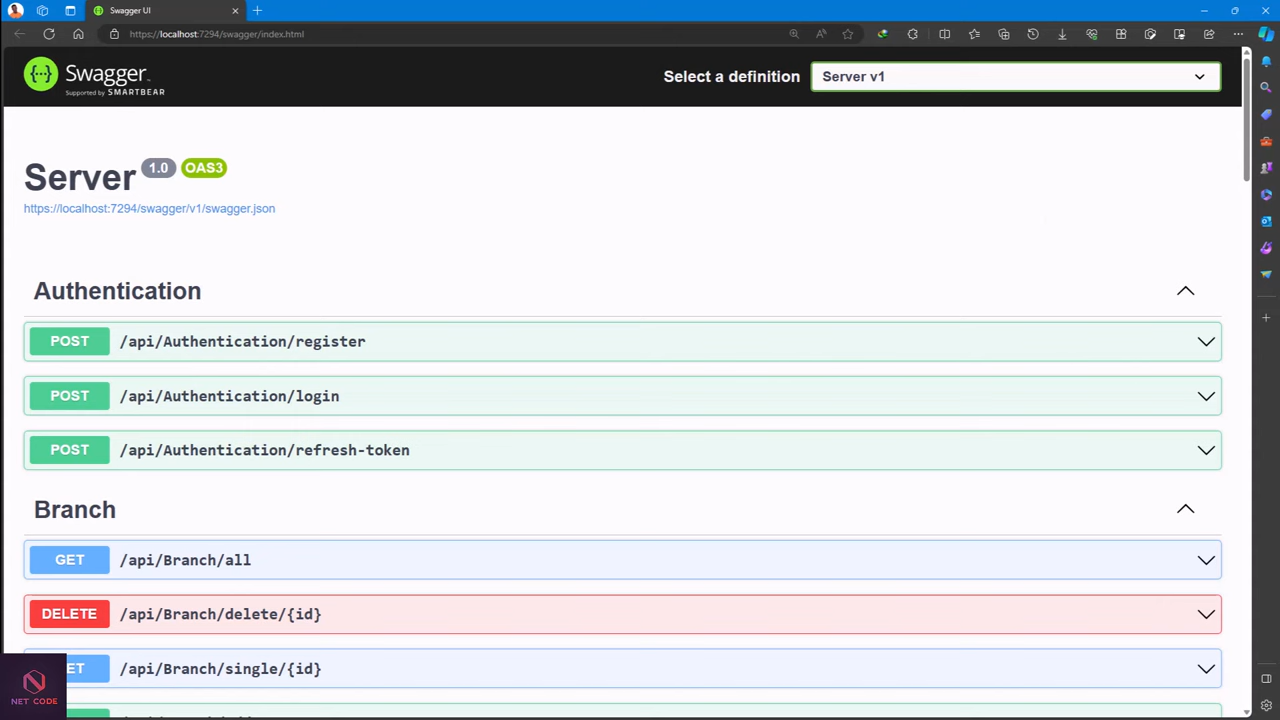 Swagger UI
https://localhost:7294/swagger/index.html
Swagger
Supported by SMARTBEAR
Select a definition
Server v1
Server 1.0 OAS3
https://localhost:7294/swagger/v1/swagger.json
Authentication
POST /api/Authentication/register
POST /api/Authentication/login
POST /api/Authentication/refresh-token
Branch
GET /api/Branch/all
DELETE /api/Branch/delete/{id}
ET /api/Branch/single/{id}
NET CODE